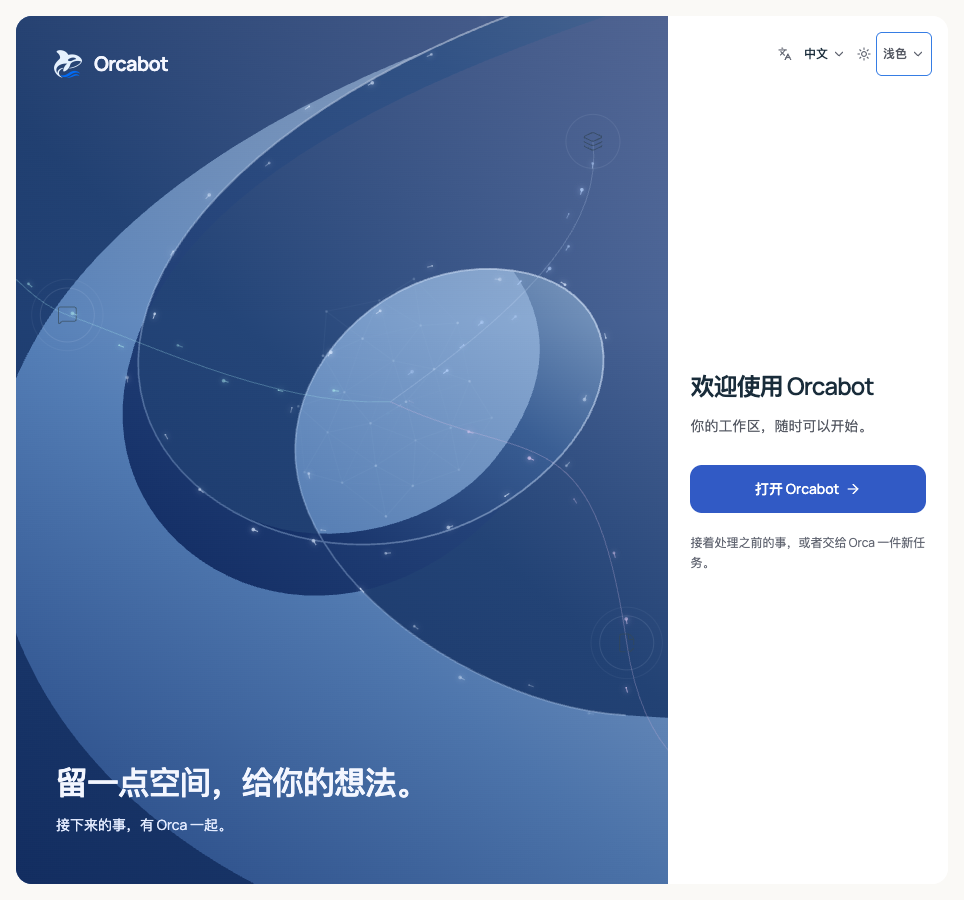 Orcabot
中文
浅色
欢迎使用 Orcabot
你的工作区，随时可以开始。
打开 Orcabot →
接着处理之前的事，或者交给 Orca 一件新任
务。
留一点空间，给你的想法。
接下来的事，有 Orca 一起。